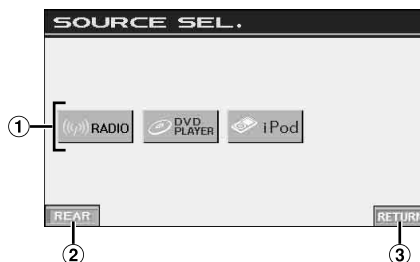 SOURCE SEL.
① RADIO DVD PLAYER iPod
REAR RETURN
② ③